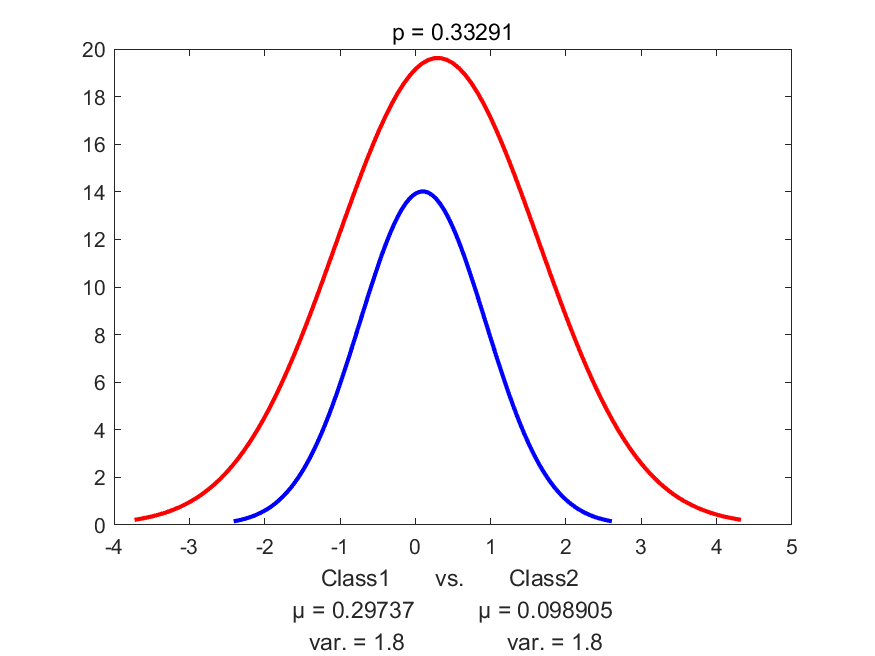 p = 0.33291
20
18
16
14
12
10
8
6
4
2
0
-4 -3 -2 -1 0 1 2 3 4 5
Class1 vs. Class2
μ = 0.29737 μ = 0.098905
var. = 1.8 var. = 1.8